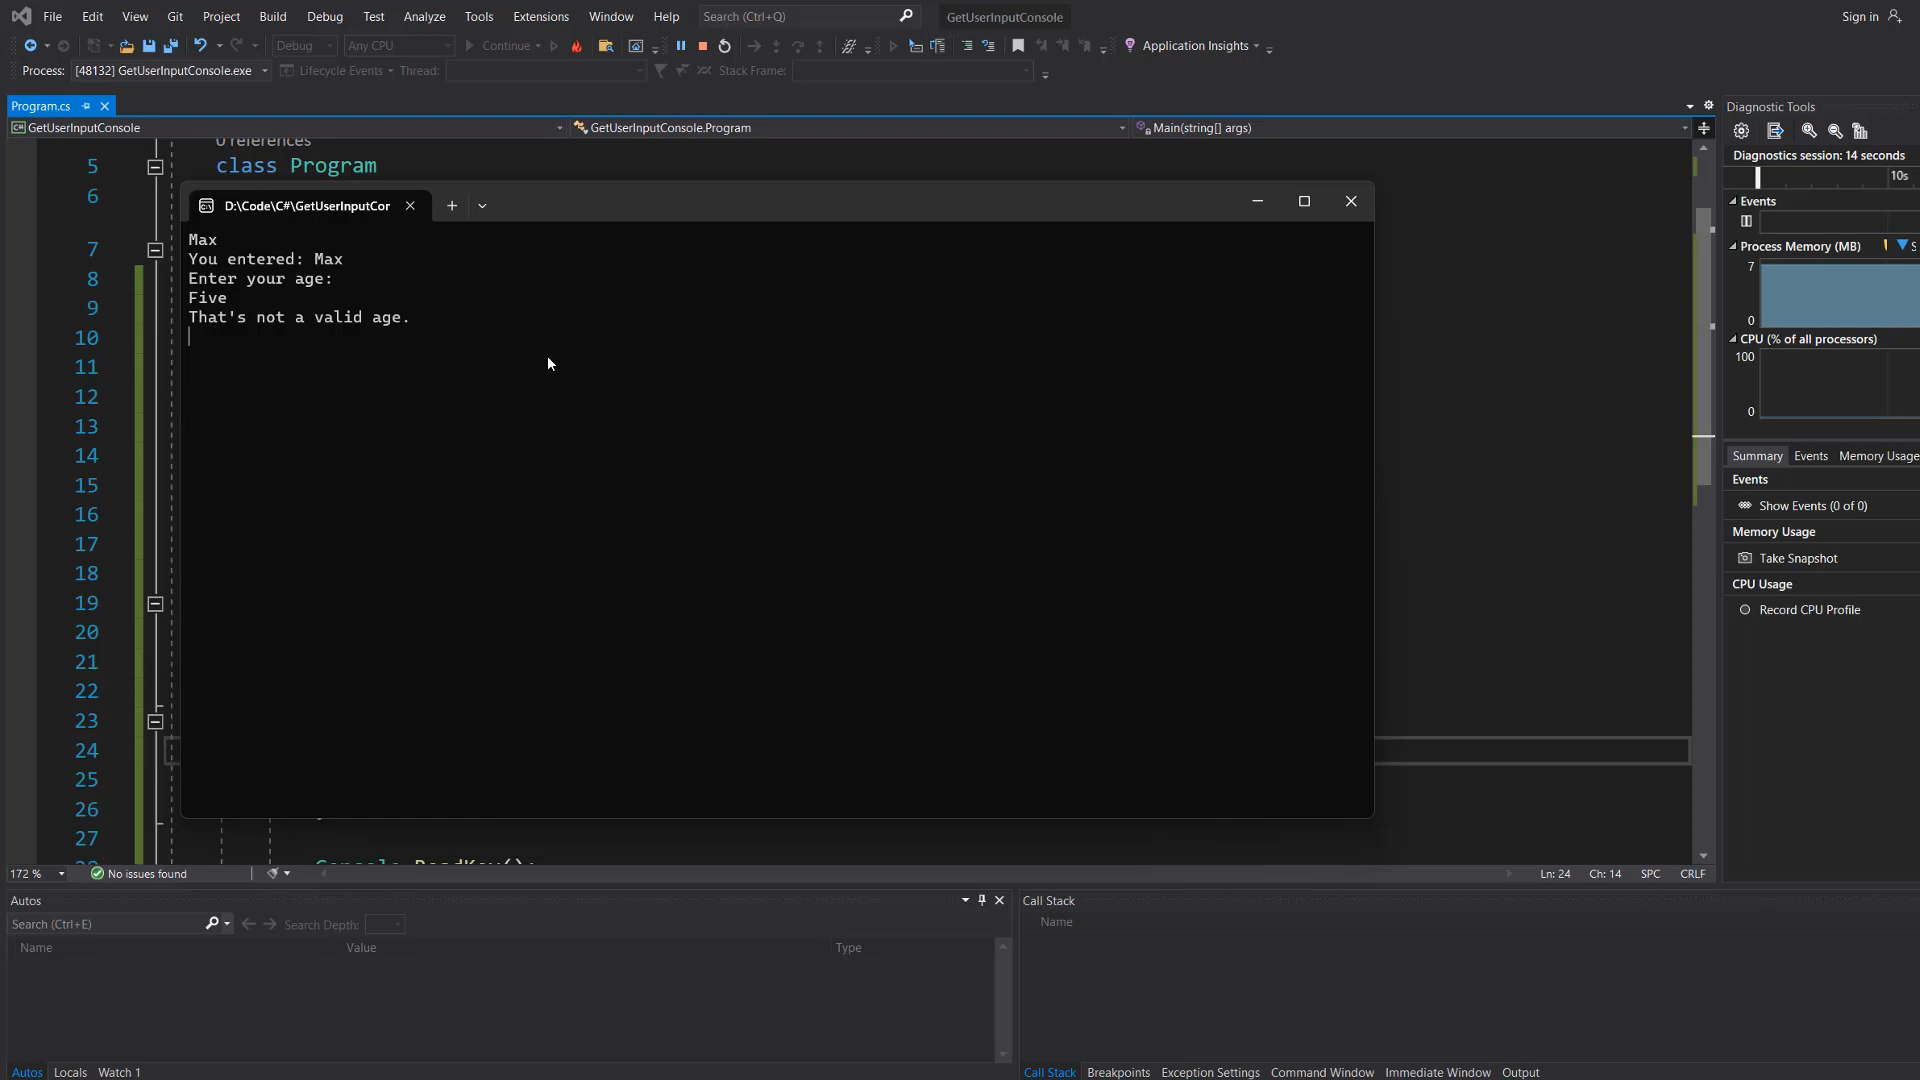 File Edit View Git Project Build Debug Test Analyze Tools Extensions Window Help Search (Ctrl+Q) GetUserInputConsole Sign in
Debug Any CPU Continue Application Insights
Process: [48132] GetUserInputConsole.exe Lifecycle Events Thread: Stack Frame:
Program.cs
GetUserInputConsole GetUserInputConsole.Program Main(string[] args)
0 references
5 class Program
6
7
8
9
10
11
12
13
14
15
16
17
18
19
20
21
22
23
24
25
26
27
28 Console.ReadKey();
D:\Code\C#\GetUserInputCor
Max
You entered: Max
Enter your age:
Five
That's not a valid age.
172 % No issues found Ln: 24 Ch: 14 SPC CRLF
Diagnostic Tools
Diagnostics session: 14 seconds
10s
Events
Process Memory (MB) S
7
0
CPU (% of all processors)
100
0
Summary Events Memory Usage
Events
Show Events (0 of 0)
Memory Usage
Take Snapshot
CPU Usage
Record CPU Profile
Autos
Search (Ctrl+E) Search Depth:
Name Value Type
Autos Locals Watch 1
Call Stack
Name
Call Stack Breakpoints Exception Settings Command Window Immediate Window Output